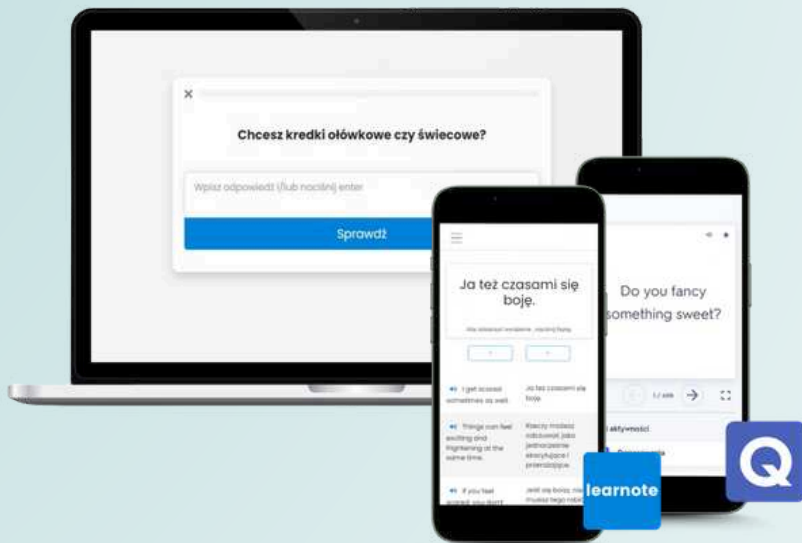 Chcesz kredki ołówkowe czy świecowe?
Wpisz odpowiedź i/lub naciśnij enter
Sprawdź
Ja też czasami się
boję.
I get scared
sometimes as well.
Ja też czasami się
boję.
Things can feel
exciting and
frightening at the
same time.
Rzeczy możesz
odczuwać jako
jednocześnie
ekscytujące i
przerażające.
If you feel
scared, you don't
Jeśli się boisz, nie
musisz tego robić
Do you fancy
something sweet?
aktywności
learnote
Q